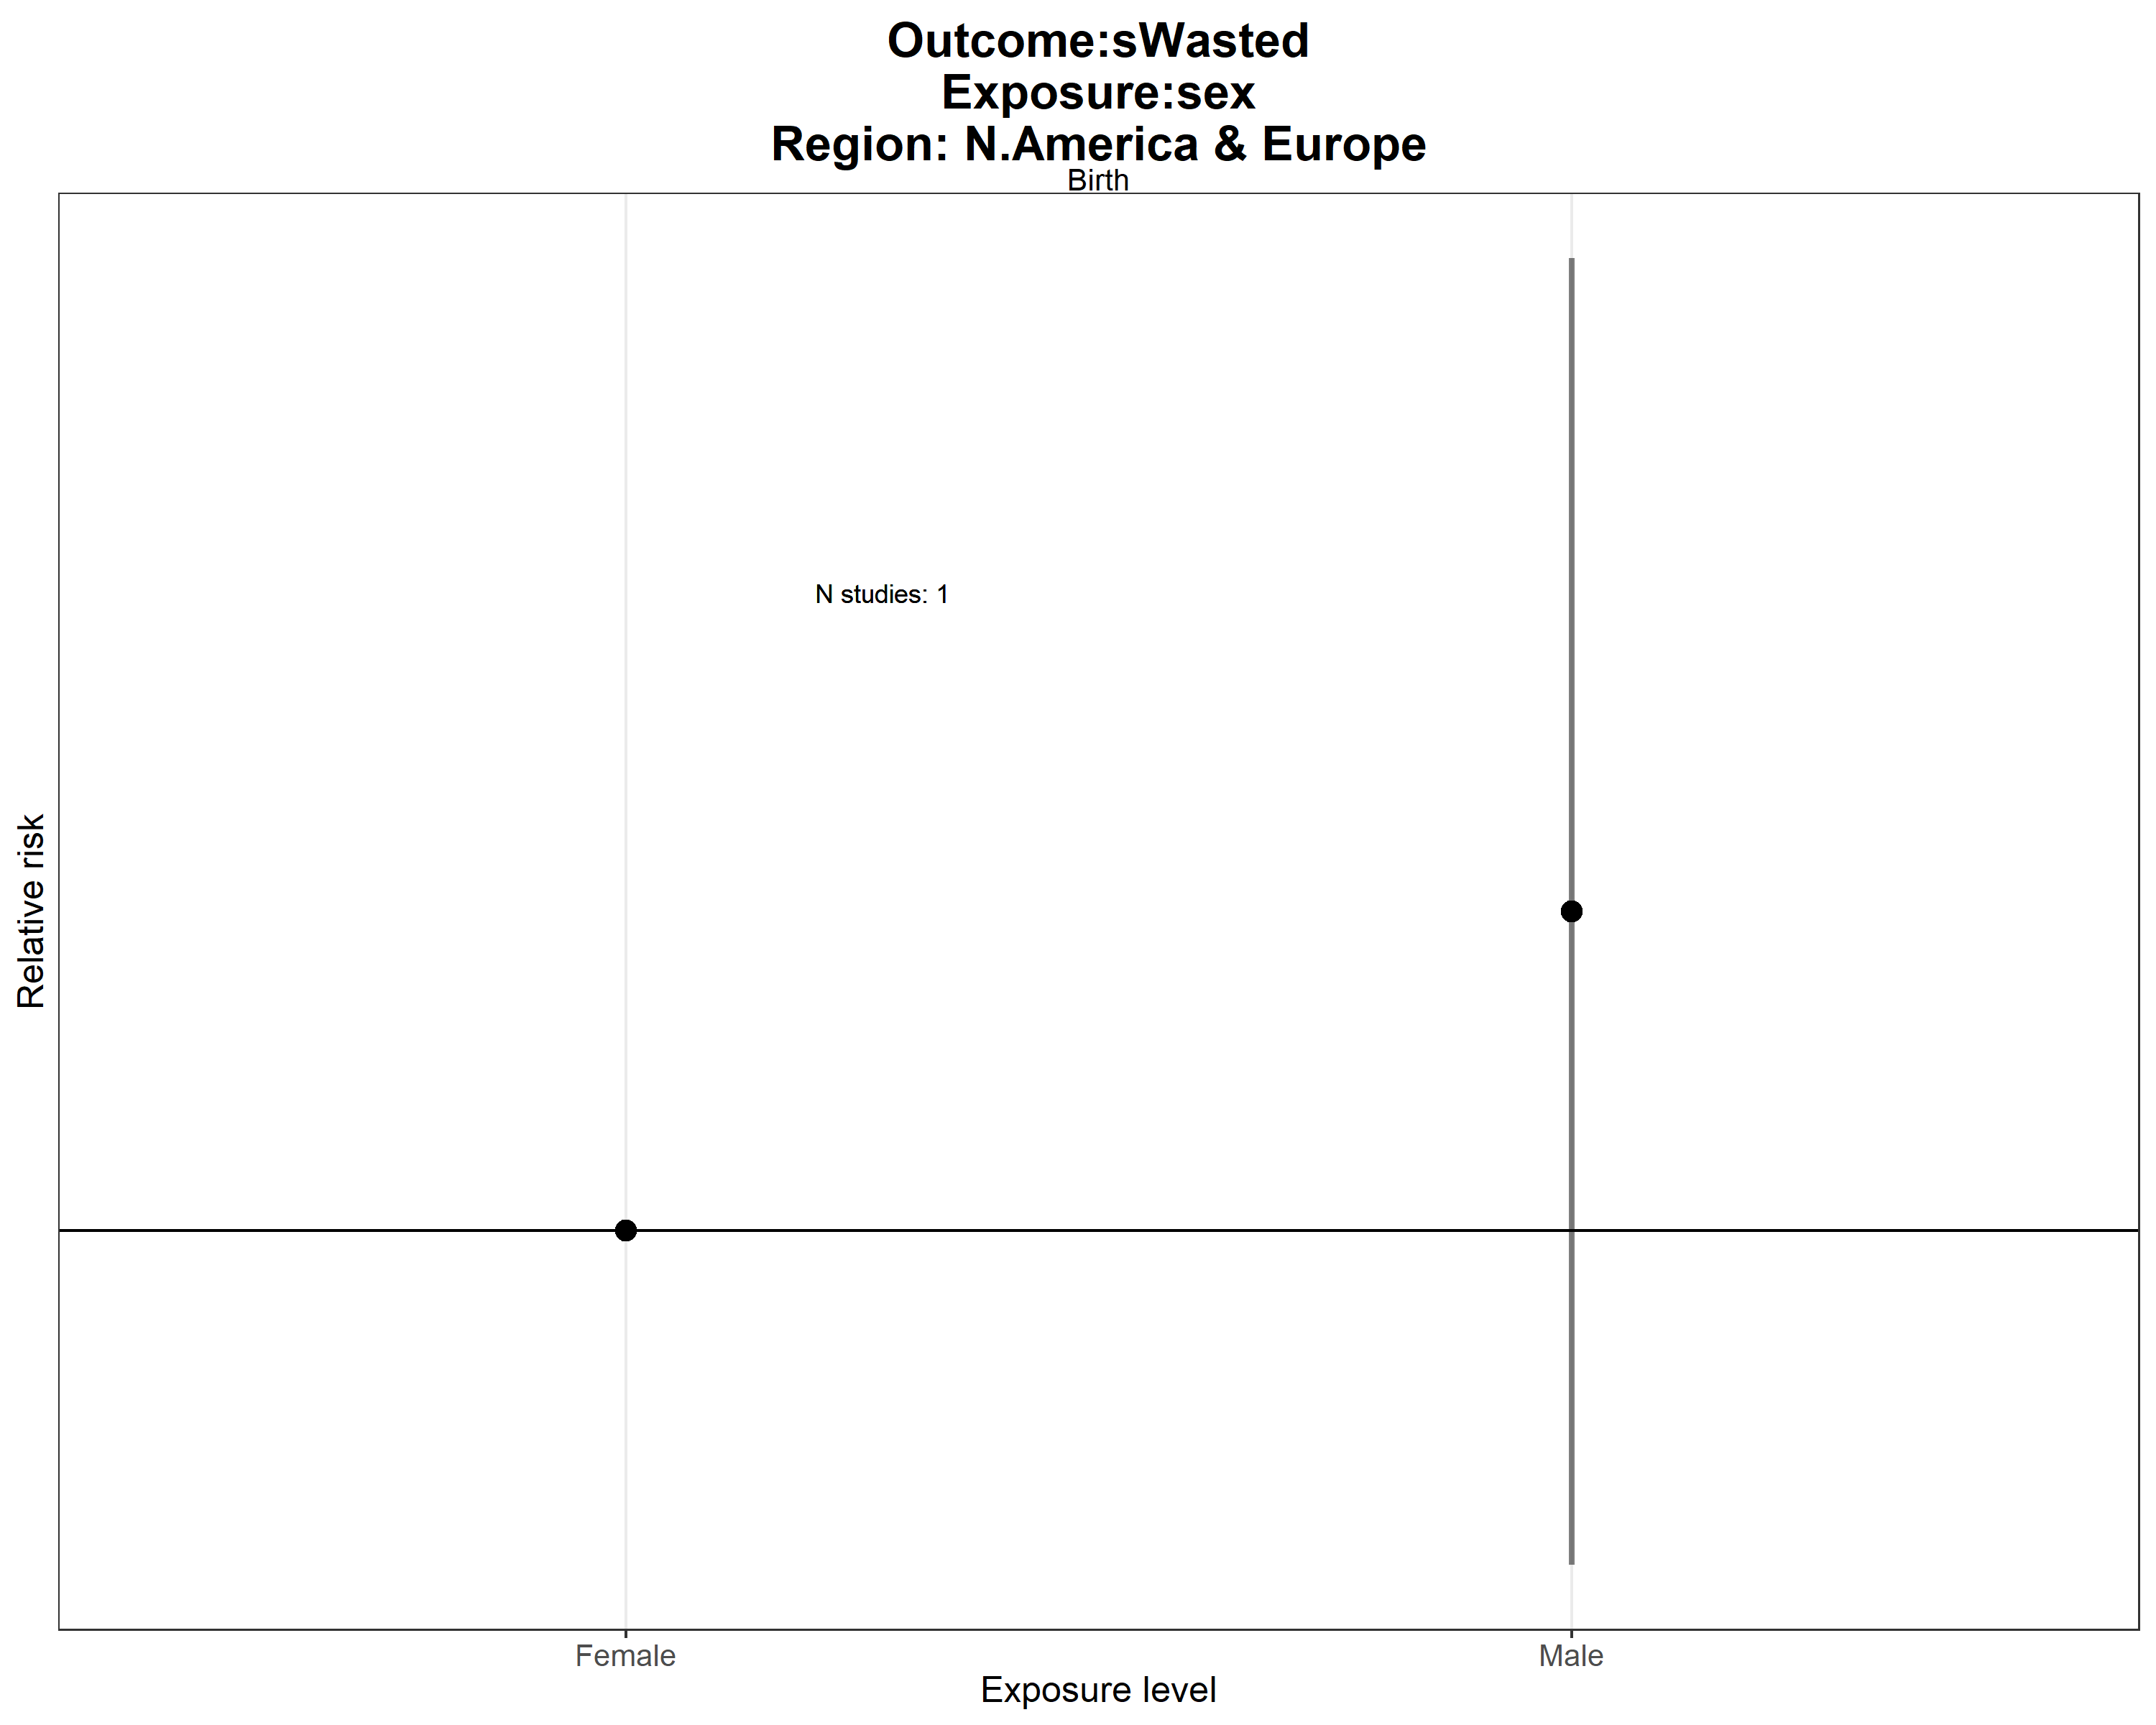 Outcome:sWasted
Exposure:sex
Region: N.America & Europe
Birth
N studies: 1
Relative risk
Female
Male
Exposure level